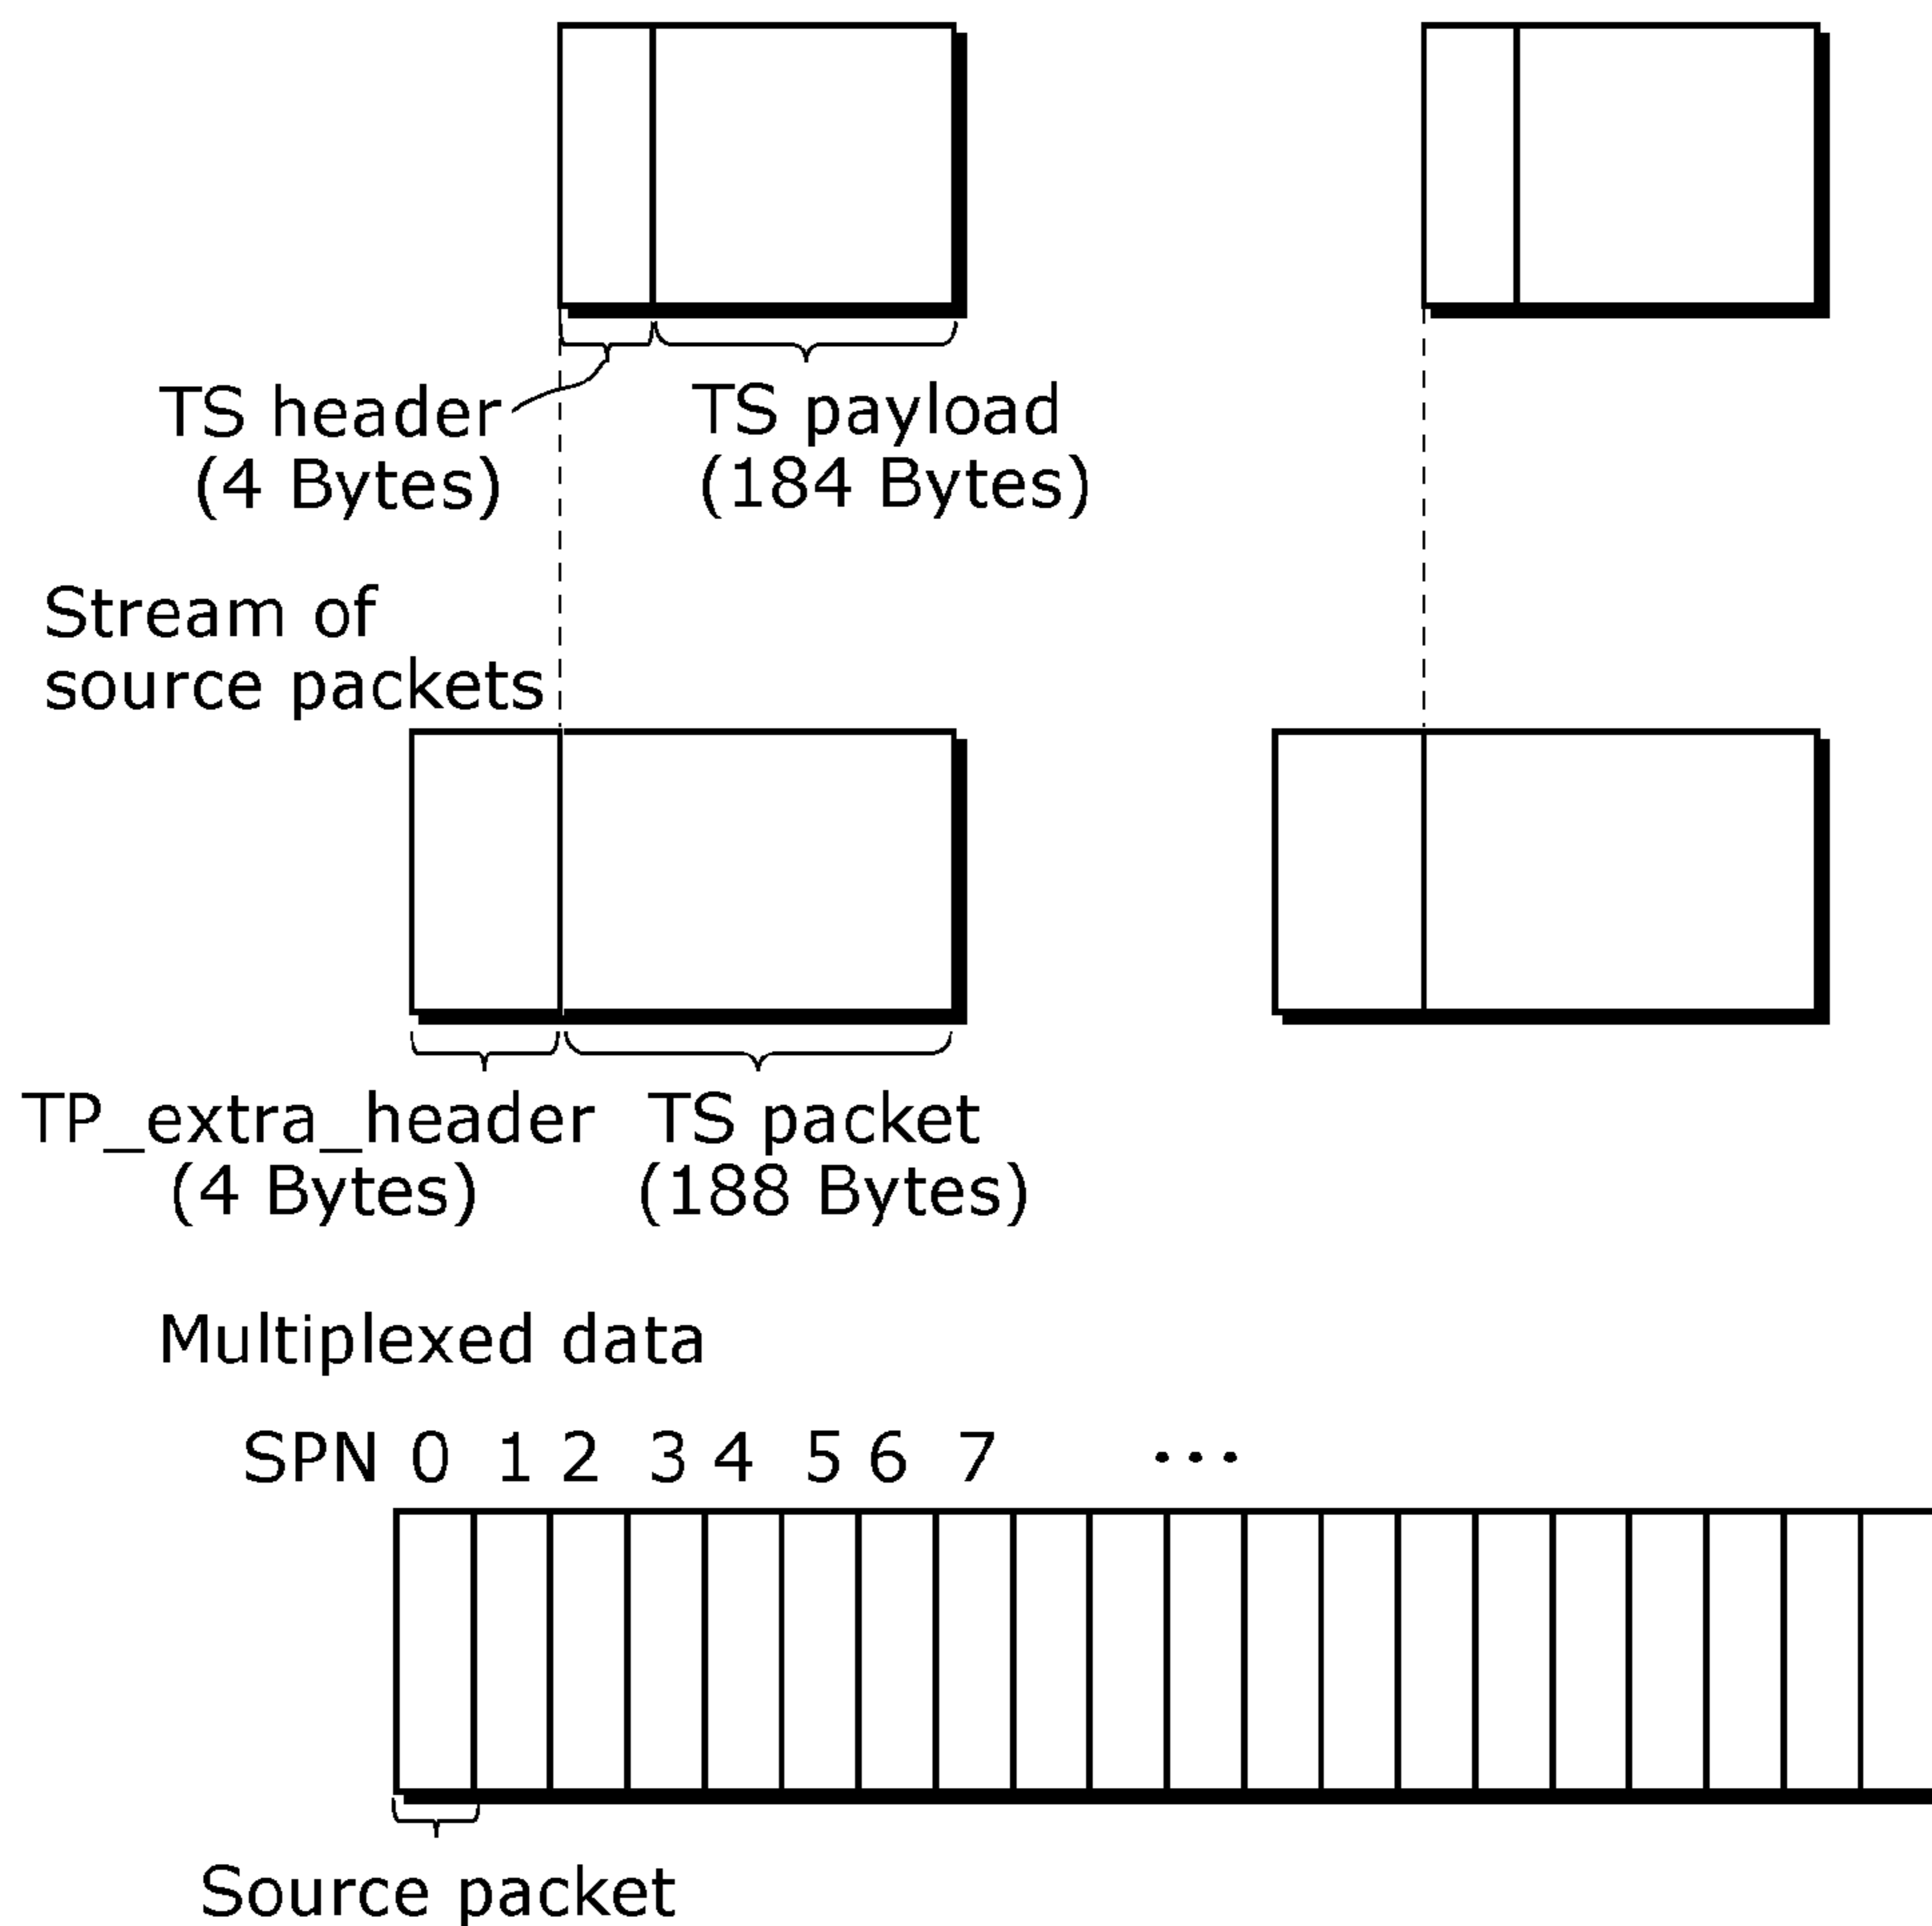 TS header
(4 Bytes)
TS payload
(184 Bytes)
Stream of
source packets
TP_extra_header
(4 Bytes)
TS packet
(188 Bytes)
Multiplexed data
SPN 0 1 2 3 4 5 6 7 ...
Source packet